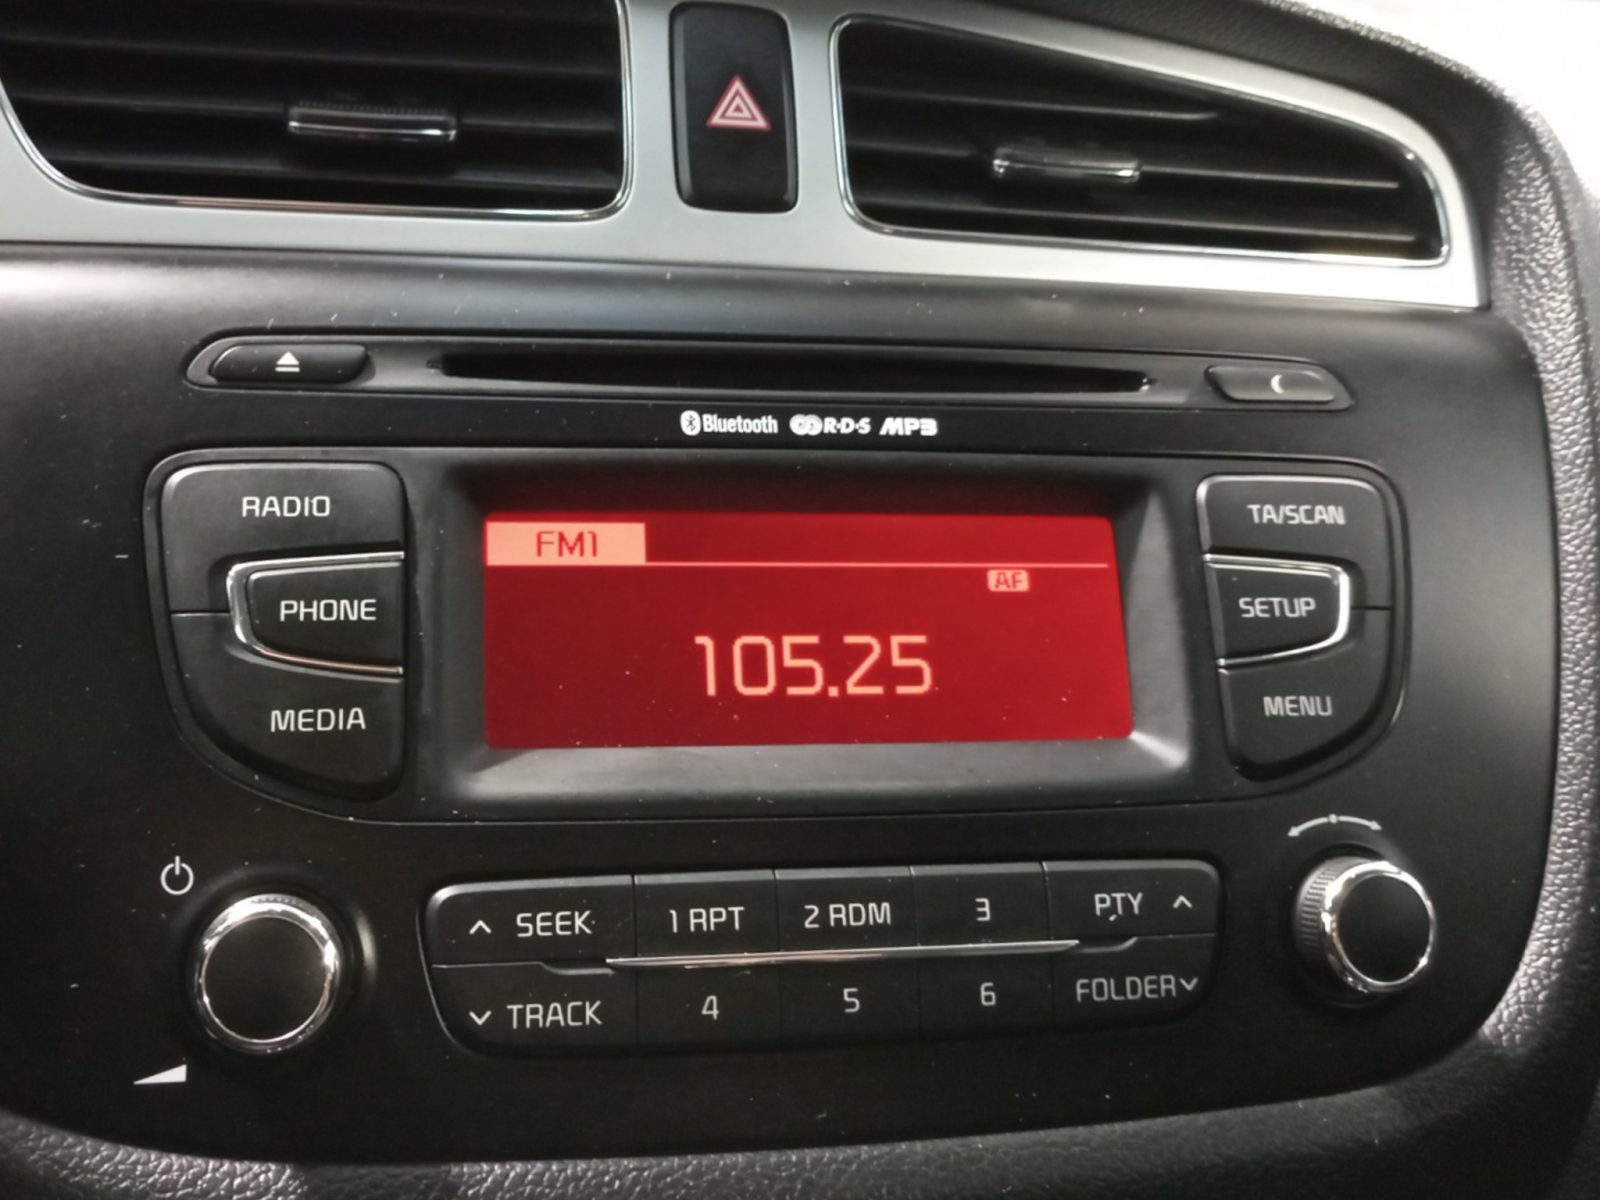 Bluetooth R·D·S MP3
RADIO
PHONE
MEDIA
FM1
AF
105.25
TA/SCAN
SETUP
MENU
SEEK 1 RPT 2 RDM 3 PTY
TRACK 4 5 6 FOLDER